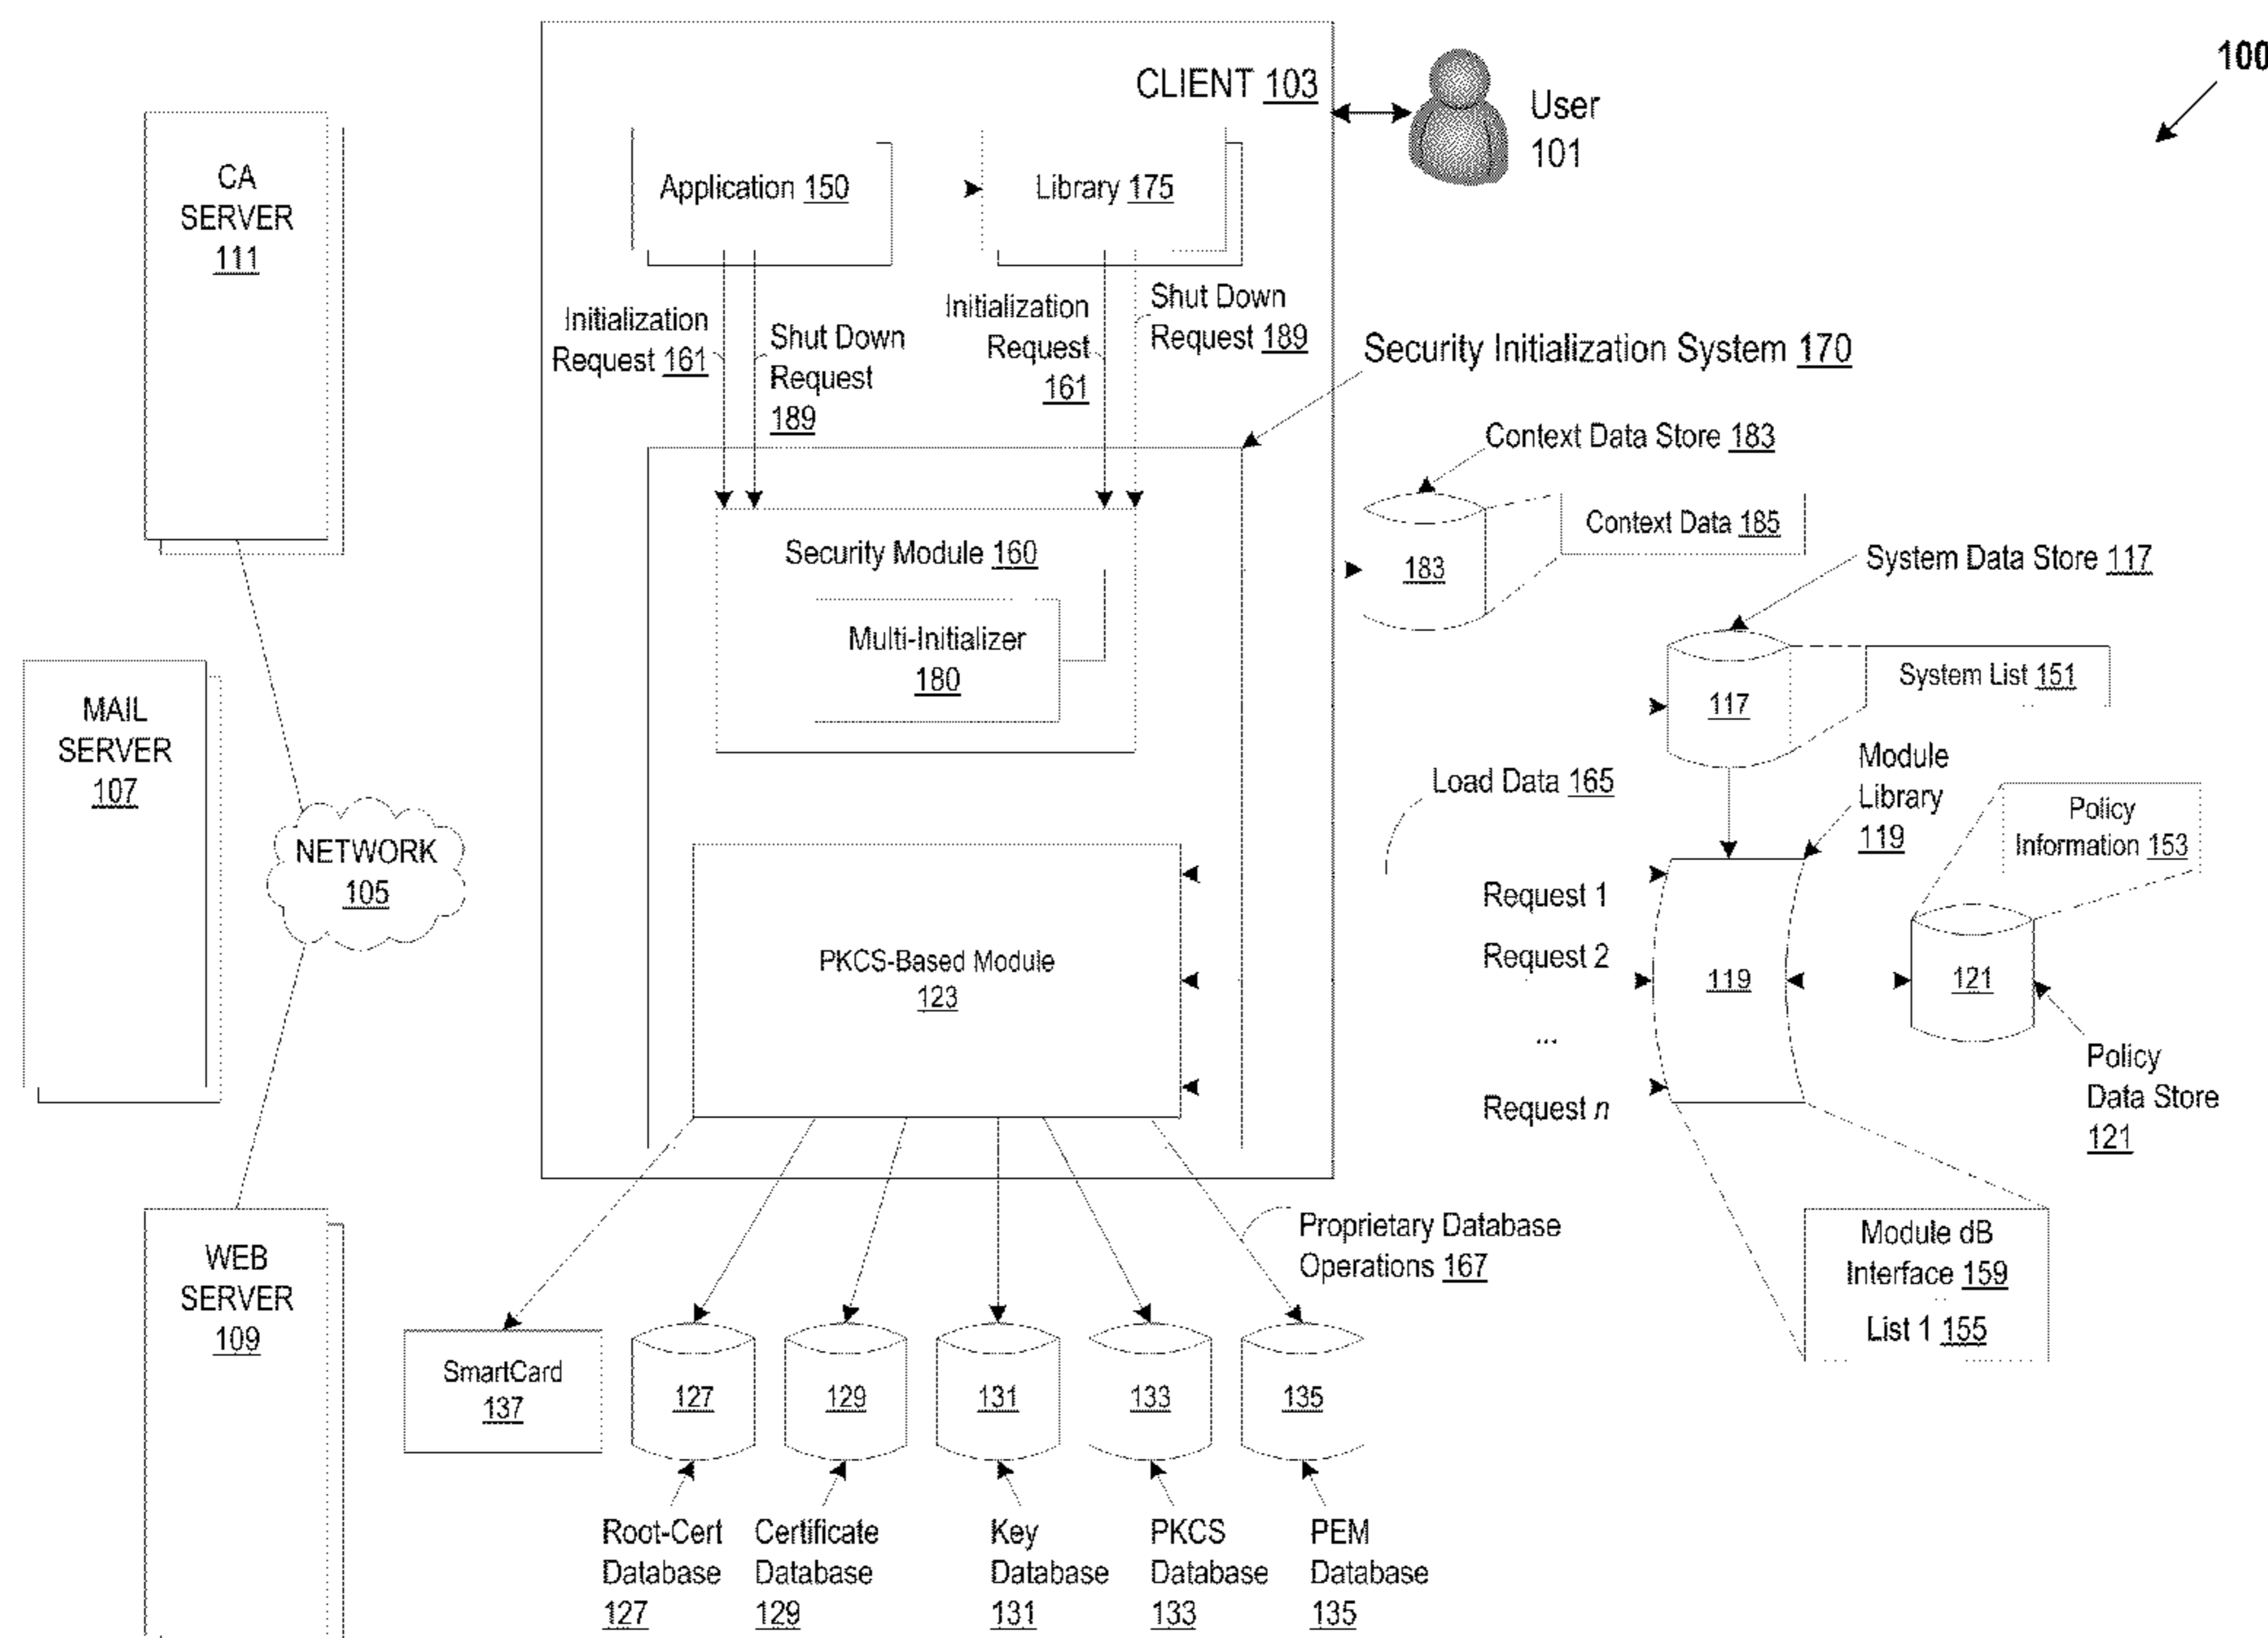 100
CLIENT 103
User
101
CA
SERVER
111
Application 150
Library 175
Initialization
Request 161
Shut Down
Request
189
Initialization
Request
161
Shut Down
Request 189
Security Initialization System 170
Context Data Store 183
183
Context Data 185
Security Module 160
Multi-Initializer
180
System Data Store 117
117
System List 151
MAIL
SERVER
107
NETWORK
105
Load Data 165
Module
Library
119
Policy
Information 153
Request 1
Request 2
...
Request n
119
121
Policy
Data Store
121
PKCS-Based Module
123
WEB
SERVER
109
Proprietary Database
Operations 167
Module dB
Interface 159
List 1 155
SmartCard
137
127
129
131
133
135
Root-Cert
Database
127
Certificate
Database
129
Key
Database
131
PKCS
Database
133
PEM
Database
135